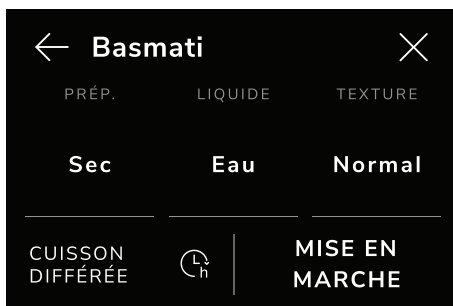 Basmati
PRÉP. LIQUIDE TEXTURE
Sec Eau Normal
CUISSON
DIFFÉRÉE
h
MISE EN
MARCHE